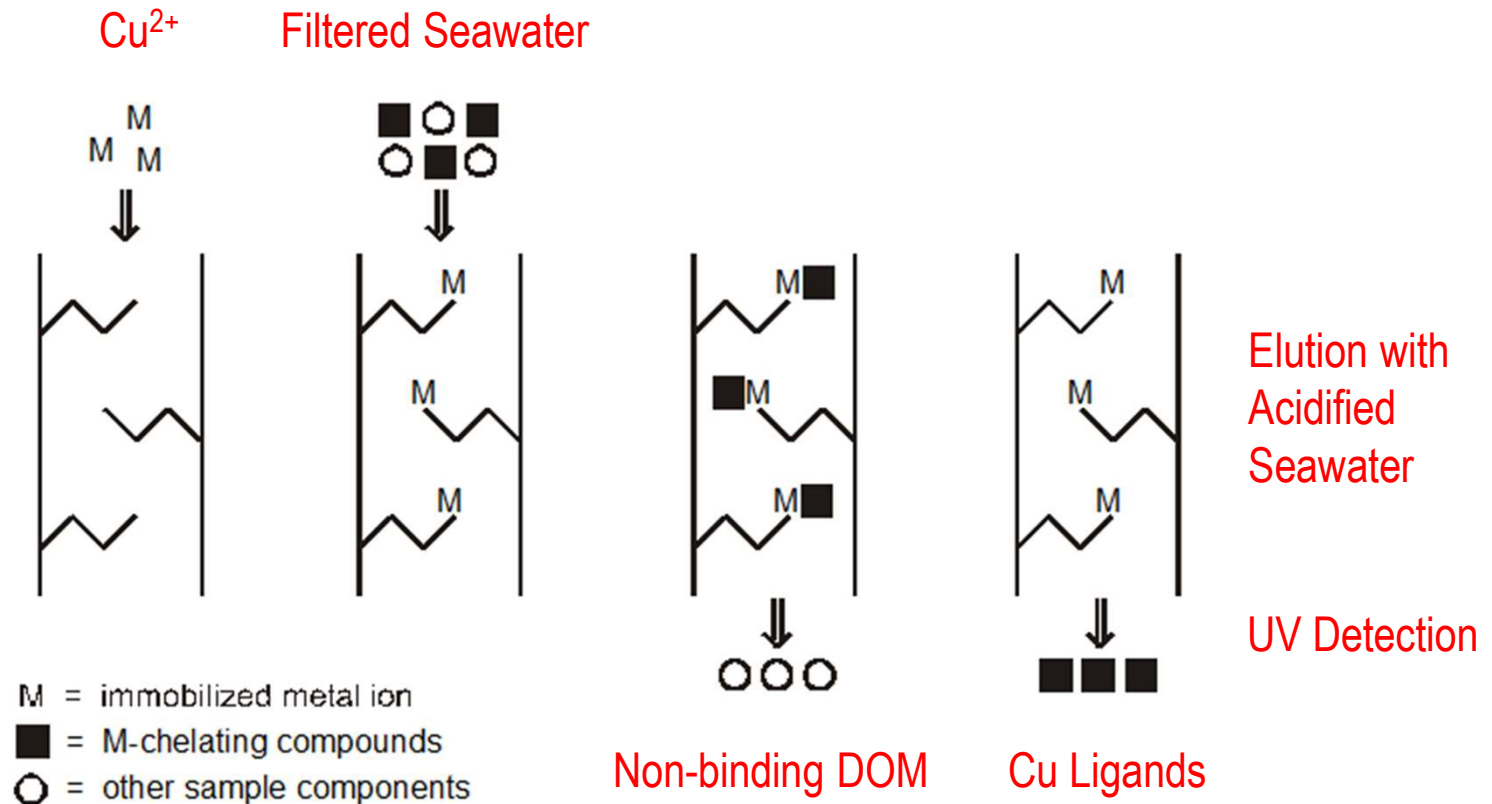 Cu²⁺
Filtered Seawater
M
M
M
M
M
M
M
M
M
M
M
M
Elution with
Acidified
Seawater
UV Detection
M = immobilized metal ion
= M-chelating compounds
= other sample components
Non-binding DOM
Cu Ligands